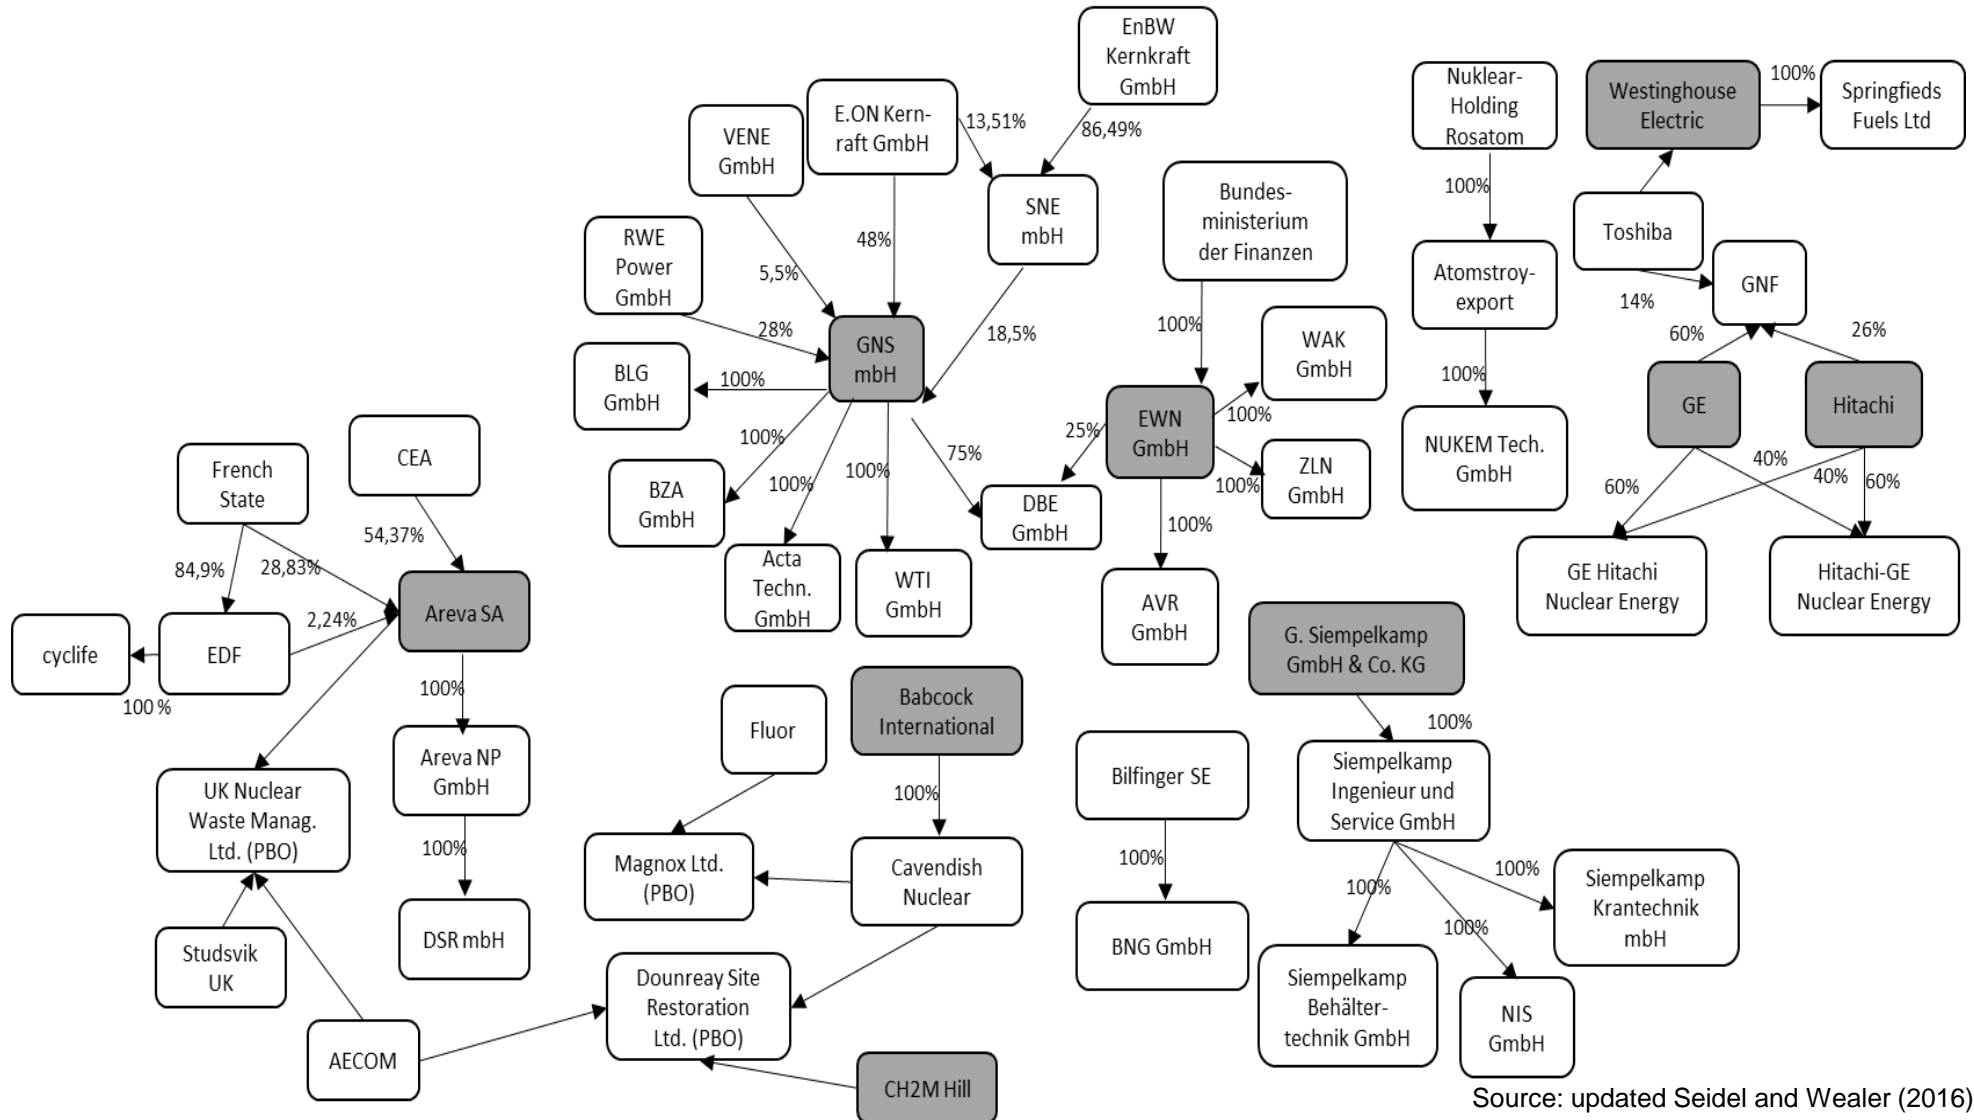 EnBW
Kernkraft
GmbH
Nuklear-
Holding
Rosatom
Westinghouse
Electric
100%
Springfieds
Fuels Ltd
E.ON Kern-
raft GmbH
13,51%
86,49%
VENE
GmbH
100%
Bundes-
ministerium
der Finanzen
SNE
mbH
Toshiba
RWE
Power
GmbH
48%
5,5%
Atomstroy-
export
GNF
14%
28%
GNS
mbH
18,5%
100%
WAK
GmbH
60%
26%
BLG
GmbH
100%
100%
GE
Hitachi
EWN
GmbH
100%
25%
100%
75%
100%
100%
100%
NUKEM Tech.
GmbH
ZLN
GmbH
100%
BZA
GmbH
DBE
GmbH
40%
40%
60%
60%
French
State
CEA
54,37%
100%
Acta
Techn.
GmbH
WTI
GmbH
AVR
GmbH
GE Hitachi
Nuclear Energy
Hitachi-GE
Nuclear Energy
84,9%
28,83%
Areva SA
2,24%
cyclife
EDF
100 %
100%
G. Siempelkamp
GmbH & Co. KG
100%
Fluor
Babcock
International
100%
Areva NP
GmbH
100%
UK Nuclear
Waste Manag.
Ltd. (PBO)
Bilfinger SE
100%
Siempelkamp
Ingenieur und
Service GmbH
100%
100%
100%
Magnox Ltd.
(PBO)
Cavendish
Nuclear
Siempelkamp
Krantechnik
mbH
DSR mbH
BNG GmbH
Studsvik
UK
Dounreay Site
Restoration
Ltd. (PBO)
Siempelkamp
Behälter-
technik GmbH
NIS
GmbH
AECOM
CH2M Hill
Source: updated Seidel and Wealer (2016)